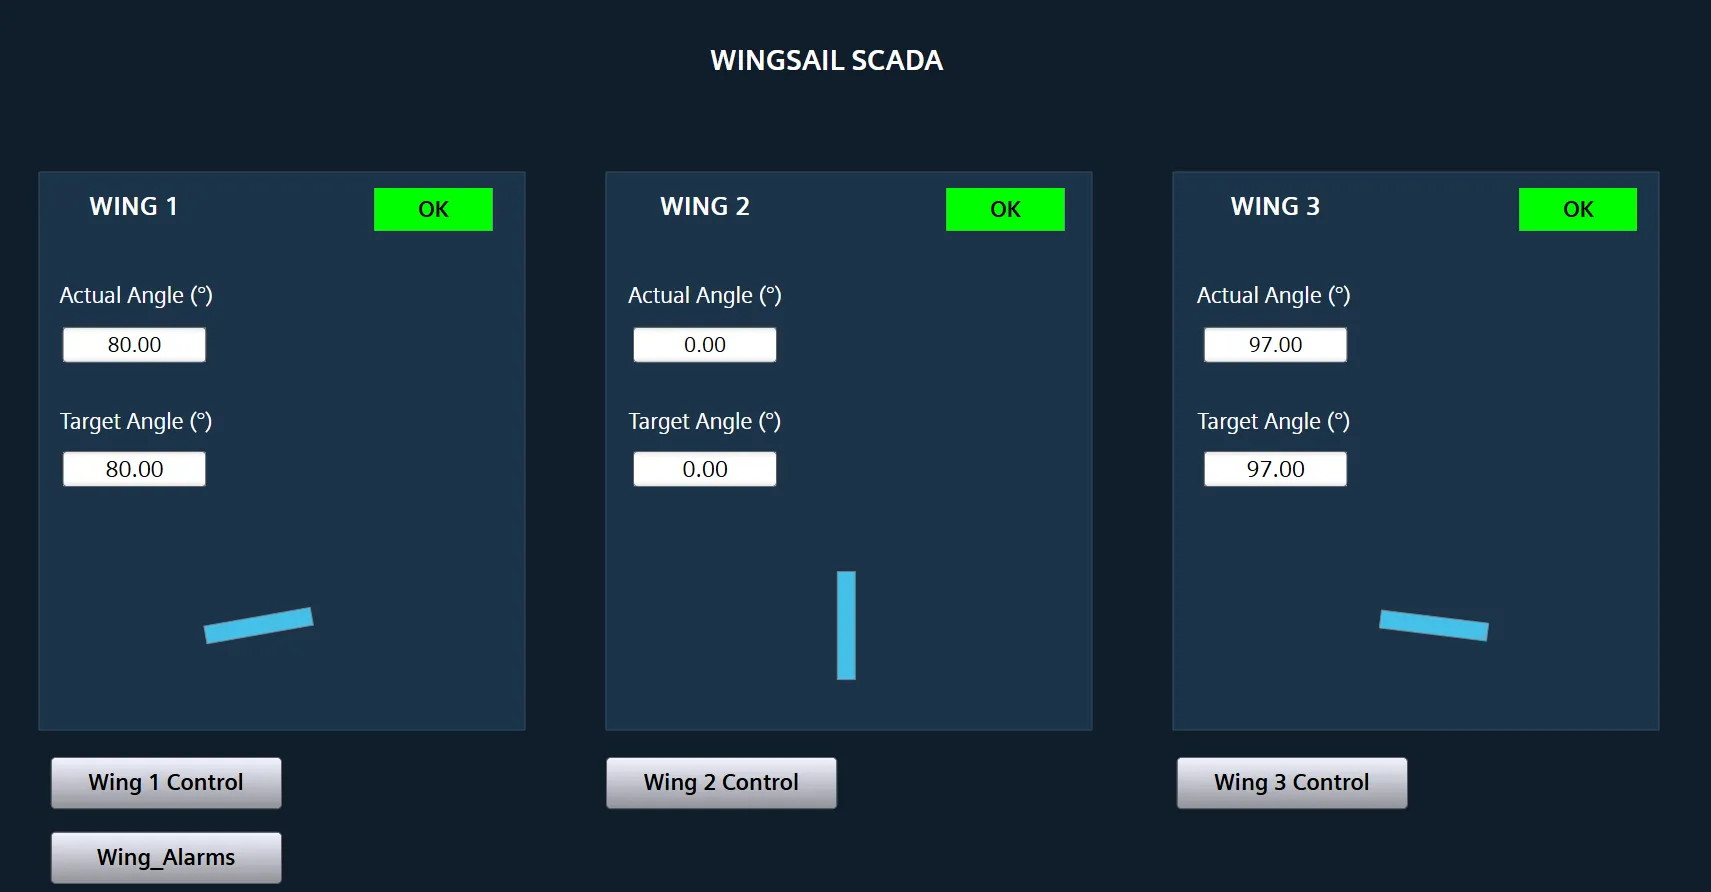 WINGSAIL SCADA
WING 1
OK
Actual Angle (°)
80.00
Target Angle (°)
80.00
WING 2
OK
Actual Angle (°)
0.00
Target Angle (°)
0.00
WING 3
OK
Actual Angle (°)
97.00
Target Angle (°)
97.00
Wing 1 Control
Wing 2 Control
Wing 3 Control
Wing_Alarms